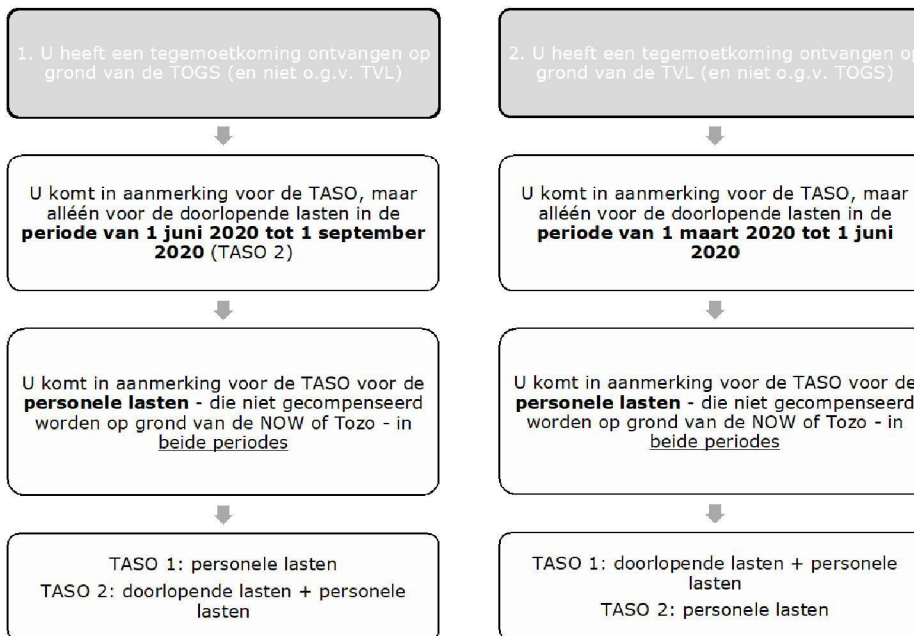 1. U heeft een tegemoetkoming ontvangen op
grond van de TOGS (en niet o.g.v. TVL)
U komt in aanmerking voor de TASO, maar
alléén voor de doorlopende lasten in de
periode van 1 juni 2020 tot 1 september
2020 (TASO 2)
U komt in aanmerking voor de TASO voor de
personele lasten - die niet gecompenseerd
worden op grond van de NOW of Tozo - in
beide periodes
TASO 1: personele lasten
TASO 2: doorlopende lasten + personele
lasten
2. U heeft een tegemoetkoming ontvangen op
grond van de TVL (en niet o.g.v. TOGS)
U komt in aanmerking voor de TASO, maar
alléén voor de doorlopende lasten in de
periode van 1 maart 2020 tot 1 juni
2020
U komt in aanmerking voor de TASO voor de
personele lasten - die niet gecompenseerd
worden op grond van de NOW of Tozo - in
beide periodes
TASO 1: doorlopende lasten + personele
lasten
TASO 2: personele lasten